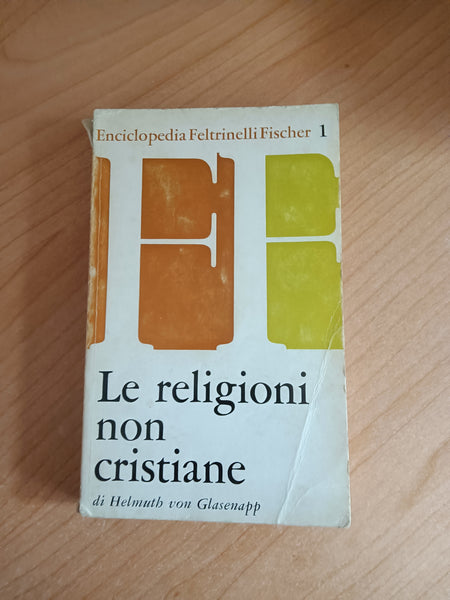 Enciclopedia Feltrinelli Fischer 1
Le religioni
non
cristiane
di Helmuth von Glasenapp